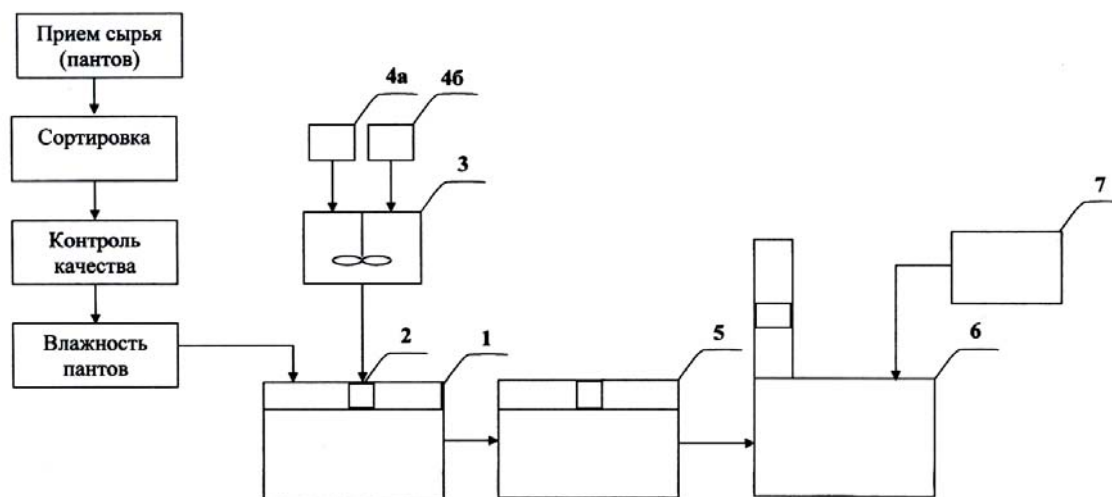 Прием сырья
(пантов)
Сортировка
Контроль
качества
Влажность
пантов
4а
4б
3
2
1
5
6
7